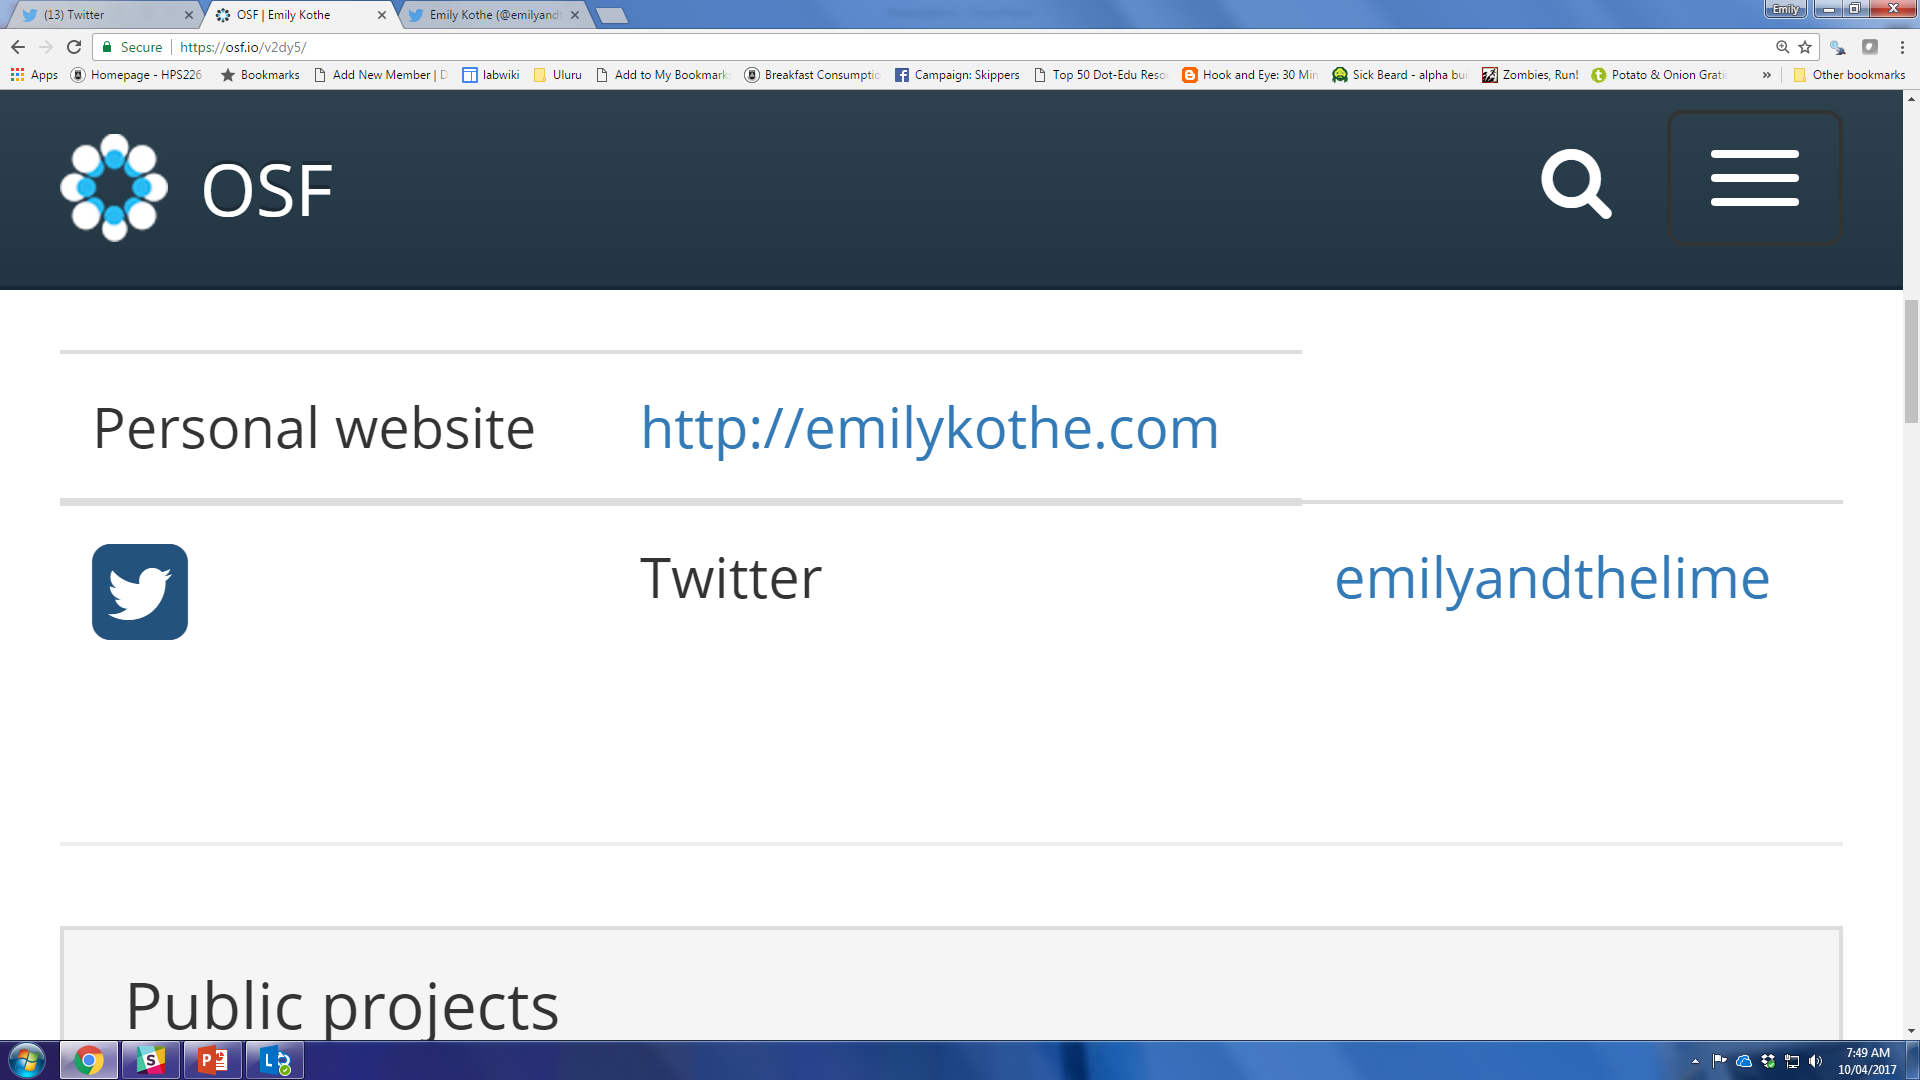 (13) Twitter
OSF | Emily Kothe
Emily Kothe (@emilyand
Emily
Secure
https://osf.io/v2dy5/
Apps
Homepage - HPS226
Bookmarks
Add New Member | D
labwiki
Uluru
Add to My Bookmark
Breakfast Consumptio
Campaign: Skippers
Top 50 Dot-Edu Reso
Hook and Eye: 30 Min
Sick Beard - alpha bui
Zombies, Run!
Potato & Onion Grati
»
Other bookmarks
OSF
Personal website
http://emilykothe.com
Twitter
emilyandthelime
Public projects
7:49 AM
10/04/2017